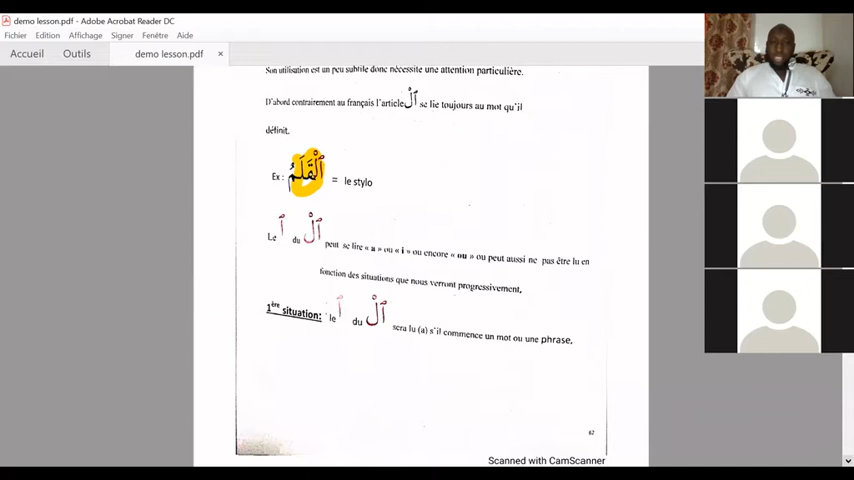 demo lesson.pdf - Adobe Acrobat Reader DC
Fichier Edition Affichage Signer Fenêtre Aide
Accueil Outils demo lesson.pdf ×
Son utilisation est un peu subtile donc nécessite une attention particulière.
D'abord contrairement au français l'article ٱلْ se lie toujours au mot qu'il
définit.
Ex : ٱلْقَلَمُ = le stylo
Le ٱ du ٱلْ peut se lire « a » ou « i » ou encore « ou » ou peut aussi ne pas être lu en
fonction des situations que nous verrons progressivement.
1ère situation: le ٱ du ٱلْ sera lu (a) s'il commence un mot ou une phrase.
62
Scanned with CamScanner